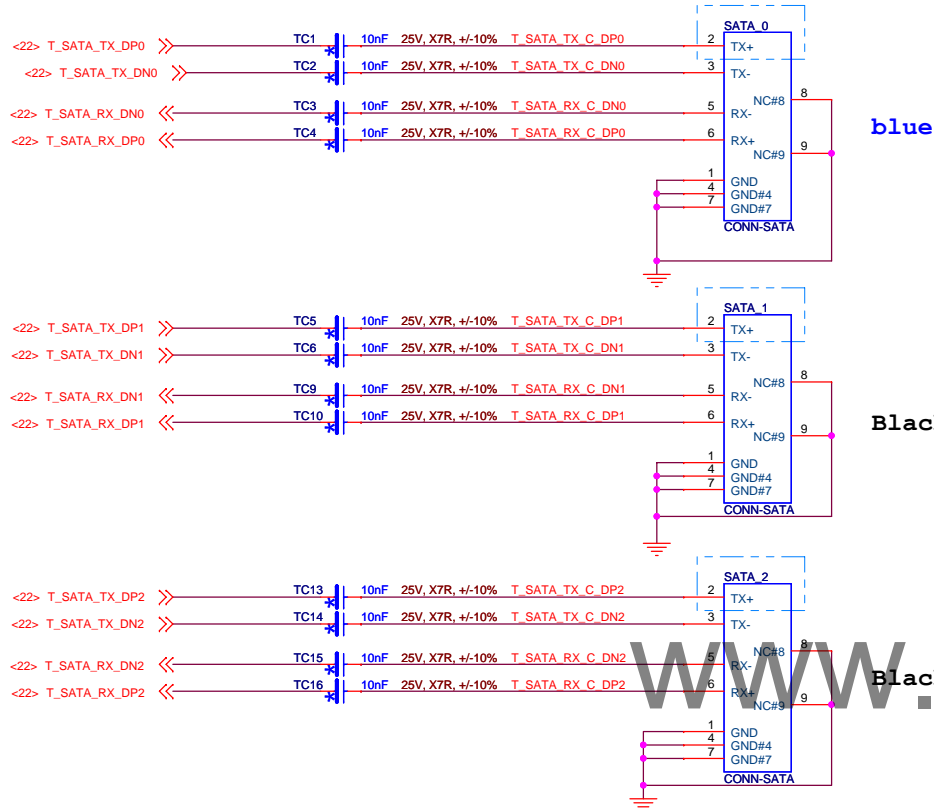 SATA_0
<22> T_SATA_TX_DP0 TC1 10nF 25V, X7R, +/-10% T_SATA_TX_C_DP0 2 TX+
<22> T_SATA_TX_DN0 TC2 10nF 25V, X7R, +/-10% T_SATA_TX_C_DN0 3 TX-
NC#8 8
<22> T_SATA_RX_DN0 TC3 10nF 25V, X7R, +/-10% T_SATA_RX_C_DN0 5 RX-
blue
<22> T_SATA_RX_DP0 TC4 10nF 25V, X7R, +/-10% T_SATA_RX_C_DP0 6 RX+
NC#9 9
1 GND
4 GND#4
7 GND#7
CONN-SATA
SATA_1
<22> T_SATA_TX_DP1 TC5 10nF 25V, X7R, +/-10% T_SATA_TX_C_DP1 2 TX+
<22> T_SATA_TX_DN1 TC6 10nF 25V, X7R, +/-10% T_SATA_TX_C_DN1 3 TX-
NC#8 8
<22> T_SATA_RX_DN1 TC9 10nF 25V, X7R, +/-10% T_SATA_RX_C_DN1 5 RX-
<22> T_SATA_RX_DP1 TC10 10nF 25V, X7R, +/-10% T_SATA_RX_C_DP1 6 RX+
Blac
NC#9 9
1 GND
4 GND#4
7 GND#7
CONN-SATA
SATA_2
<22> T_SATA_TX_DP2 TC13 10nF 25V, X7R, +/-10% T_SATA_TX_C_DP2 2 TX+
<22> T_SATA_TX_DN2 TC14 10nF 25V, X7R, +/-10% T_SATA_TX_C_DN2 3 TX-
NC#8 8
<22> T_SATA_RX_DN2 TC15 10nF 25V, X7R, +/-10% T_SATA_RX_C_DN2 5 RX-
www.
Blac
<22> T_SATA_RX_DP2 TC16 10nF 25V, X7R, +/-10% T_SATA_RX_C_DP2 6 RX+
NC#9 9
1 GND
4 GND#4
7 GND#7
CONN-SATA